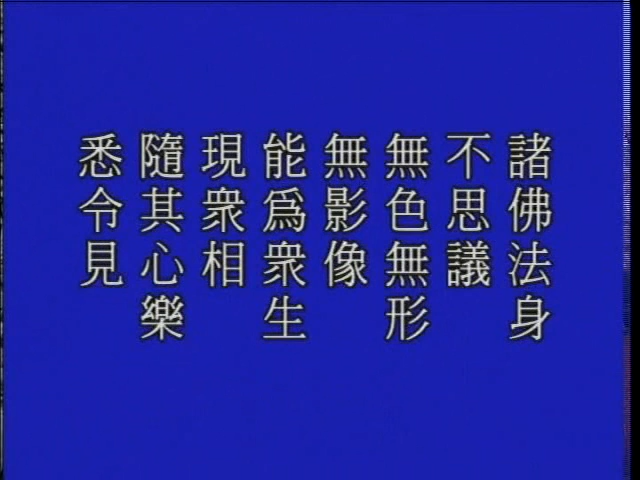 諸佛法身
不思議
無色無形
無影像
能爲衆生
現衆相
隨其心樂
悉令見